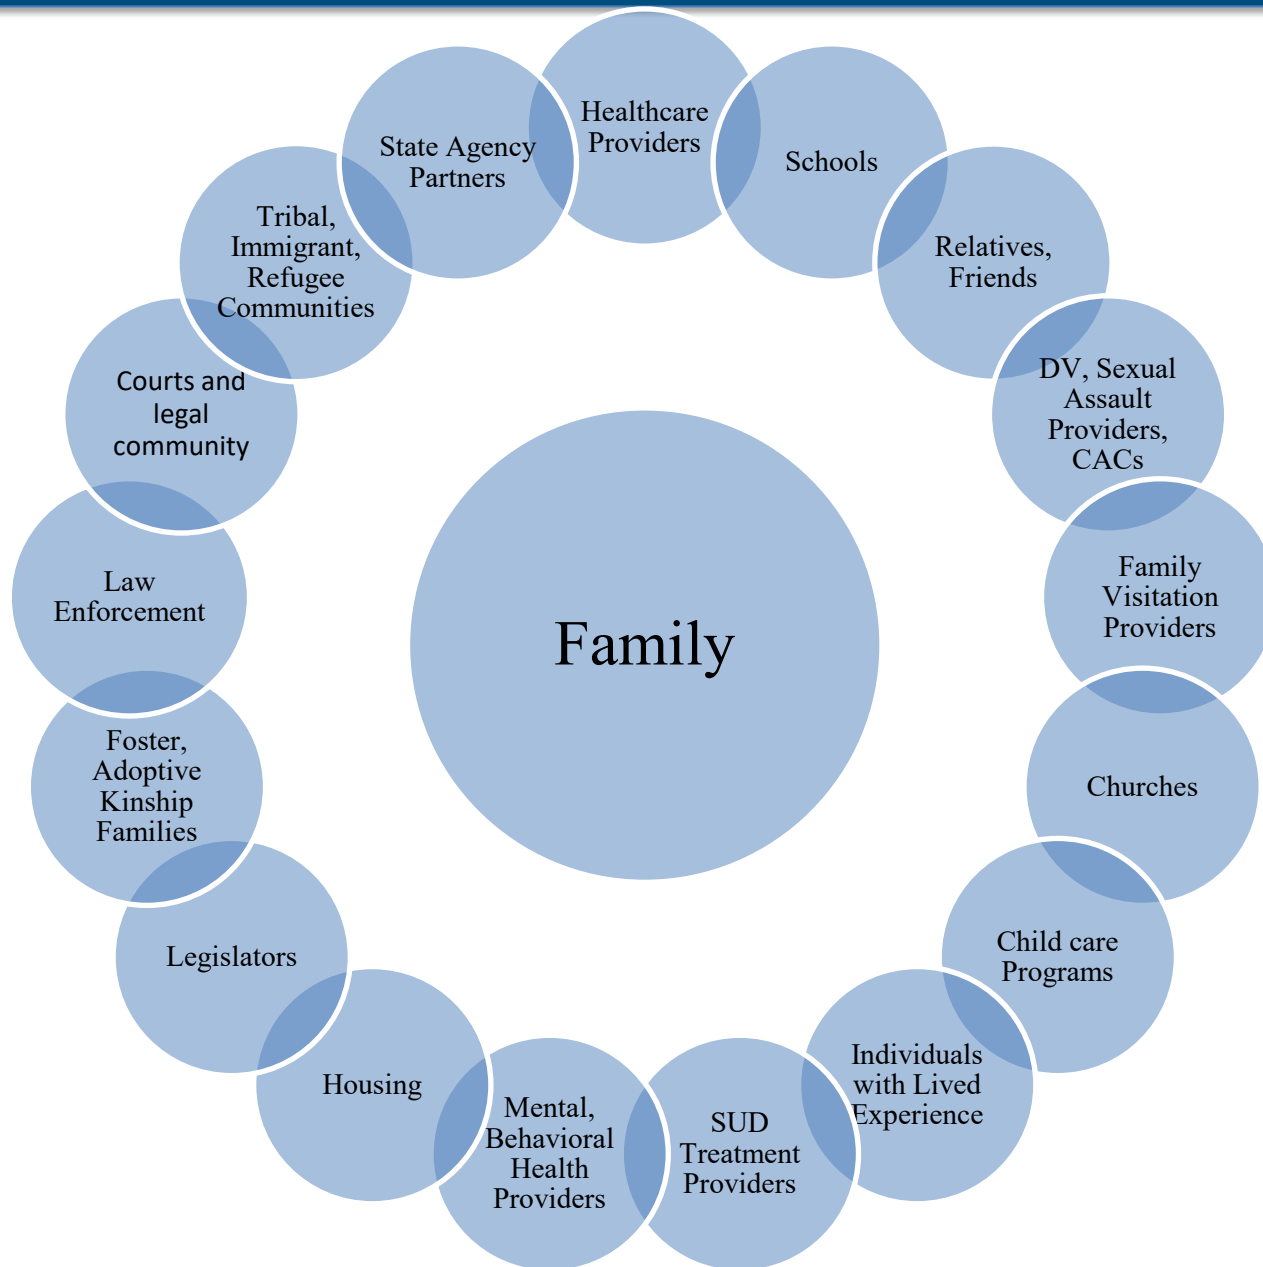 Healthcare
Providers
Schools
Relatives,
Friends
DV, Sexual
Assault
Providers,
CACs
Family
Visitation
Providers
Churches
Child care
Programs
Individuals
with Lived
Experience
SUD
Treatment
Providers
Mental,
Behavioral
Health
Providers
Housing
Legislators
Foster,
Adoptive
Kinship
Families
Law
Enforcement
Courts and
legal
community
Tribal,
Immigrant,
Refugee
Communities
State Agency
Partners
Family